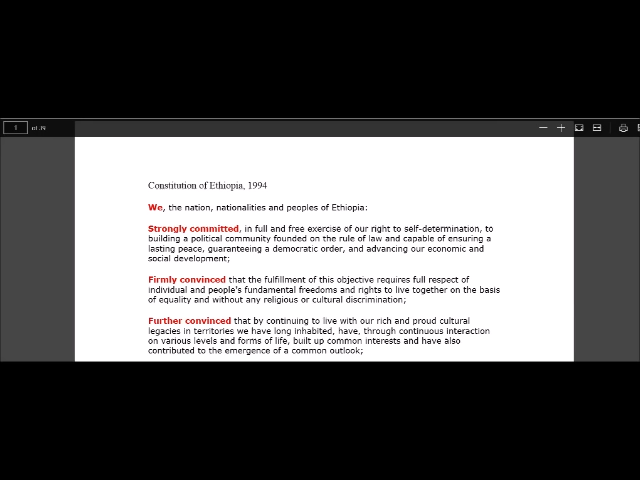 1 of 39
Constitution of Ethiopia, 1994
We, the nation, nationalities and peoples of Ethiopia:
Strongly committed, in full and free exercise of our right to self-determination, to
building a political community founded on the rule of law and capable of ensuring a
lasting peace, guaranteeing a democratic order, and advancing our economic and
social development;
Firmly convinced that the fulfillment of this objective requires full respect of
individual and people's fundamental freedoms and rights to live together on the basis
of equality and without any religious or cultural discrimination;
Further convinced that by continuing to live with our rich and proud cultural
legacies in territories we have long inhabited, have, through continuous interaction
on various levels and forms of life, built up common interests and have also
contributed to the emergence of a common outlook;